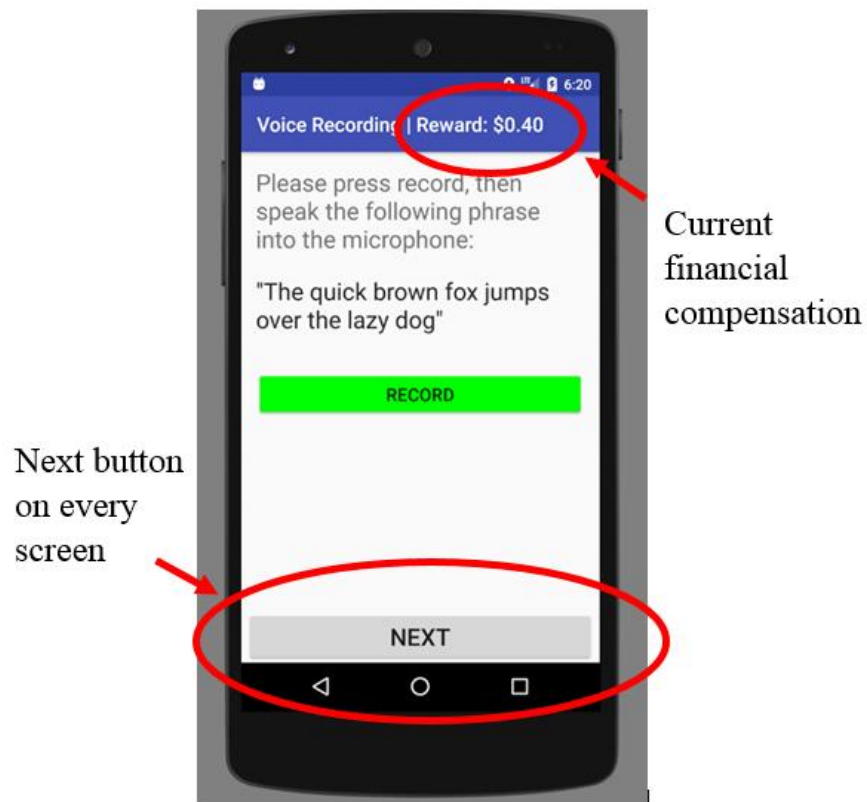 6:20
Voice Recording | Reward: $0.40
Please press record, then
speak the following phrase
into the microphone:
"The quick brown fox jumps
over the lazy dog"
RECORD
NEXT
Current
financial
compensation
Next button
on every
screen